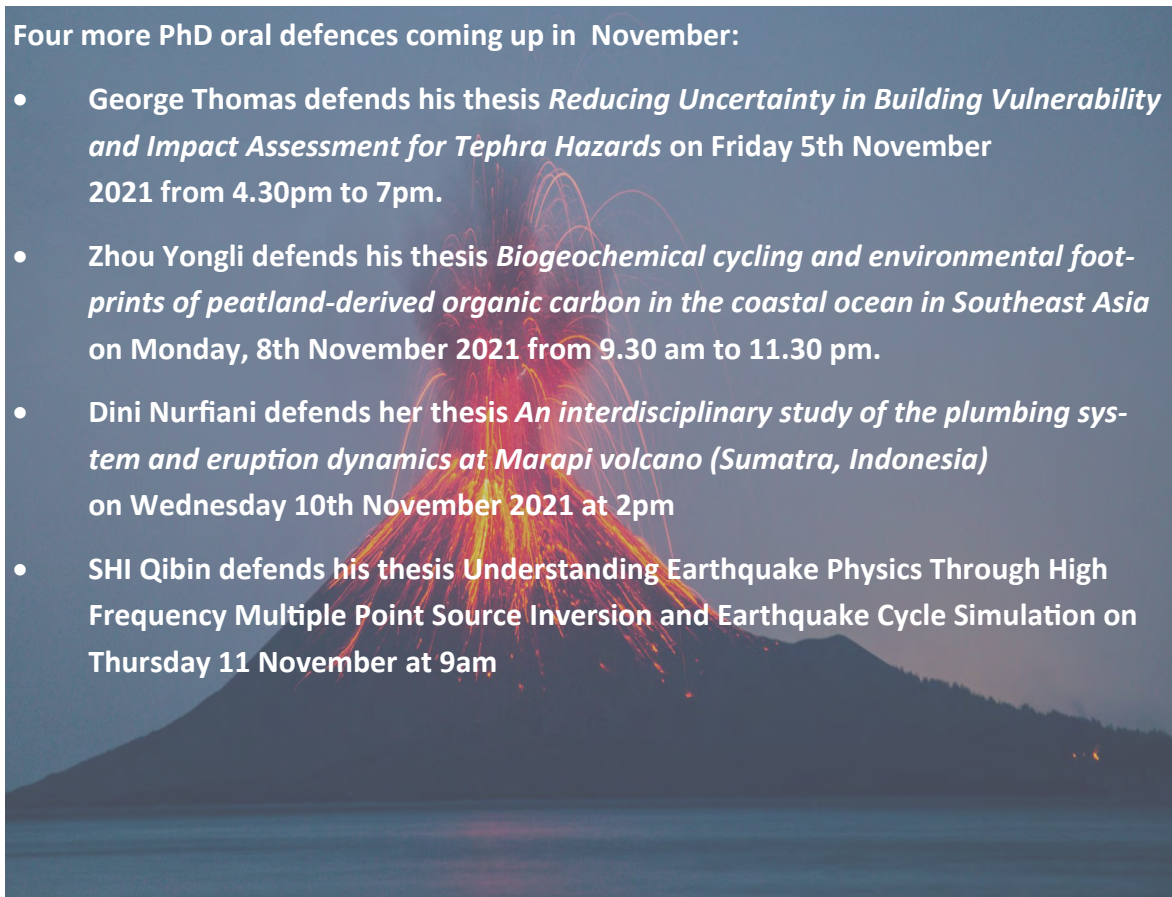 Four more PhD oral defences coming up in  November:
• George Thomas defends his thesis Reducing Uncertainty in Building Vulnerability
and Impact Assessment for Tephra Hazards on Friday 5th November
2021 from 4.30pm to 7pm.
• Zhou Yongli defends his thesis Biogeochemical cycling and environmental foot-
prints of peatland-derived organic carbon in the coastal ocean in Southeast Asia
on Monday, 8th November 2021 from 9.30 am to 11.30 pm.
• Dini Nurfiani defends her thesis An interdisciplinary study of the plumbing sys-
tem and eruption dynamics at Marapi volcano (Sumatra, Indonesia)
on Wednesday 10th November 2021 at 2pm
• SHI Qibin defends his thesis Understanding Earthquake Physics Through High
Frequency Multiple Point Source Inversion and Earthquake Cycle Simulation on
Thursday 11 November at 9am